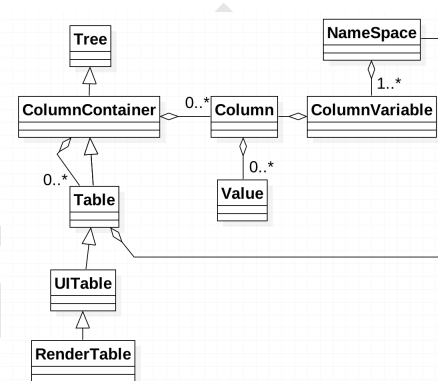 NameSpace
Tree
1..*
ColumnContainer
0..*
Column
ColumnVariable
0..*
0..*
Table
Value
UITable
RenderTable